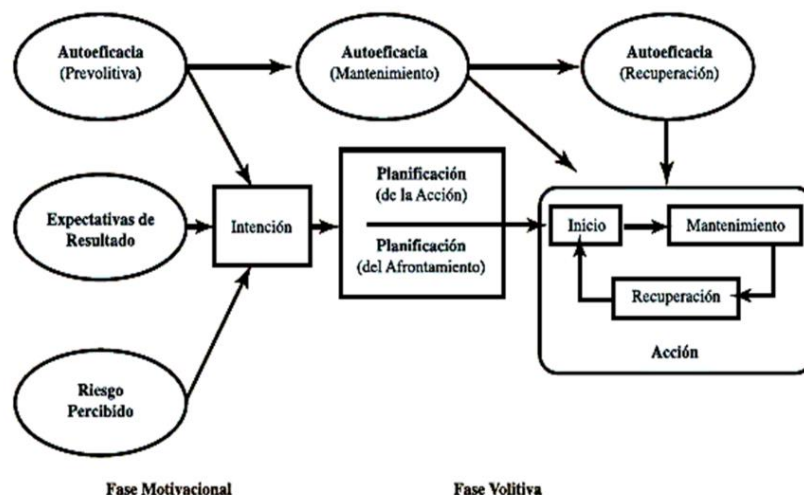 Autoeficacia
(Prevolitiva)
Autoeficacia
(Mantenimiento)
Autoeficacia
(Recuperación)
Expectativas de
Resultado
Intención
Planificación
(de la Acción)
Planificación
(del Afrontamiento)
Inicio
Mantenimiento
Recuperación
Acción
Riesgo
Percibido
Fase Motivacional
Fase Volitiva